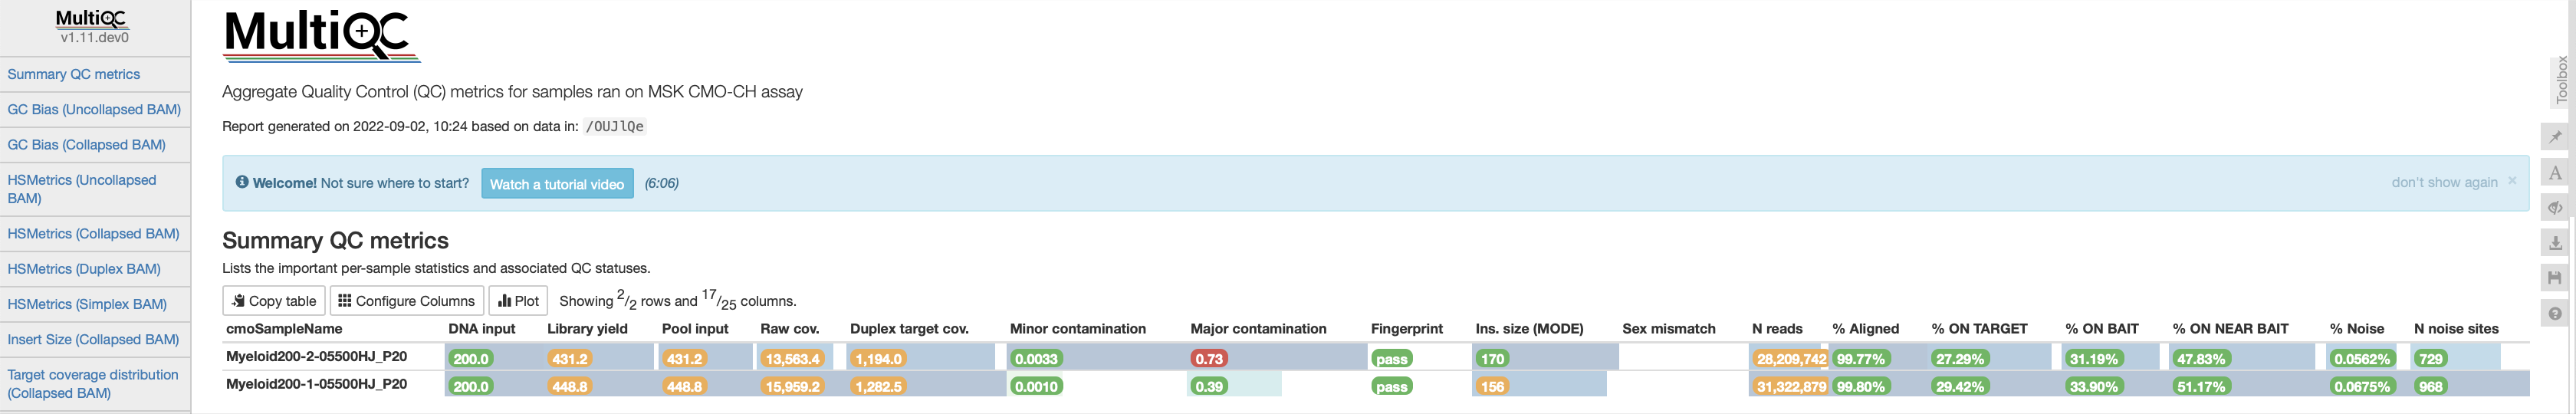 MultiQC
v1.11.dev0
Summary QC metrics
GC Bias (Uncollapsed BAM)
GC Bias (Collapsed BAM)
HSMetrics (Uncollapsed
BAM)
HSMetrics (Collapsed BAM)
HSMetrics (Duplex BAM)
HSMetrics (Simplex BAM)
Insert Size (Collapsed BAM)
Target coverage distribution
(Collapsed BAM)
MultiQC
Aggregate Quality Control (QC) metrics for samples ran on MSK CMO-CH assay
Report generated on 2022-09-02, 10:24 based on data in: /OUJlQe
Welcome! Not sure where to start? Watch a tutorial video (6:06) don't show again ×
Summary QC metrics
Lists the important per-sample statistics and associated QC statuses.
Copy table Configure Columns Plot Showing 2/2 rows and 17/25 columns.
cmoSampleName DNA input Library yield Pool input Raw cov. Duplex target cov. Minor contamination Major contamination Fingerprint Ins. size (MODE) Sex mismatch N reads % Aligned % ON TARGET % ON BAIT % ON NEAR BAIT % Noise N noise sites
Myeloid200-2-05500HJ_P20 200.0 431.2 431.2 13,563.4 1,194.0 0.0033 0.73 pass 170 28,209,742 99.77% 27.29% 31.19% 47.83% 0.0562% 729
Myeloid200-1-05500HJ_P20 200.0 448.8 448.8 15,959.2 1,282.5 0.0010 0.39 pass 156 31,322,879 99.80% 29.42% 33.90% 51.17% 0.0675% 968
Toolbox
A